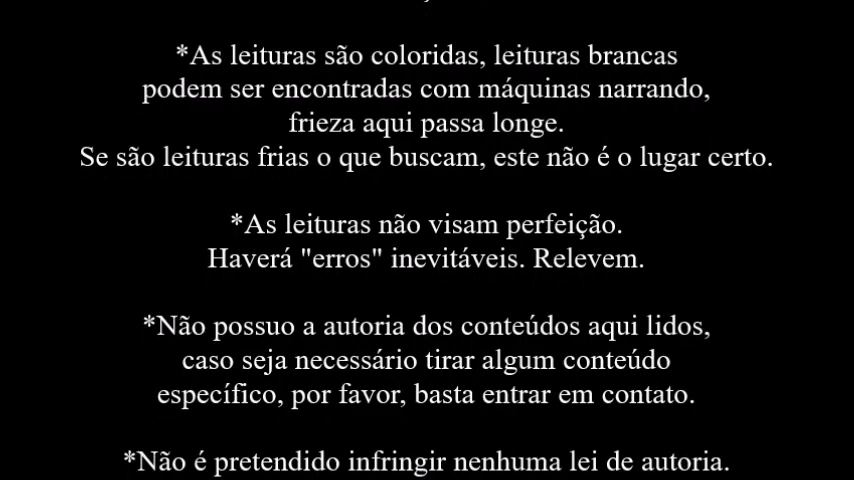 *As leituras são coloridas, leituras brancas
podem ser encontradas com máquinas narrando,
frieza aqui passa longe.
Se são leituras frias o que buscam, este não é o lugar certo.
*As leituras não visam perfeição.
Haverá "erros" inevitáveis. Relevem.
*Não possuo a autoria dos conteúdos aqui lidos,
caso seja necessário tirar algum conteúdo
específico, por favor, basta entrar em contato.
*Não é pretendido infringir nenhuma lei de autoria.